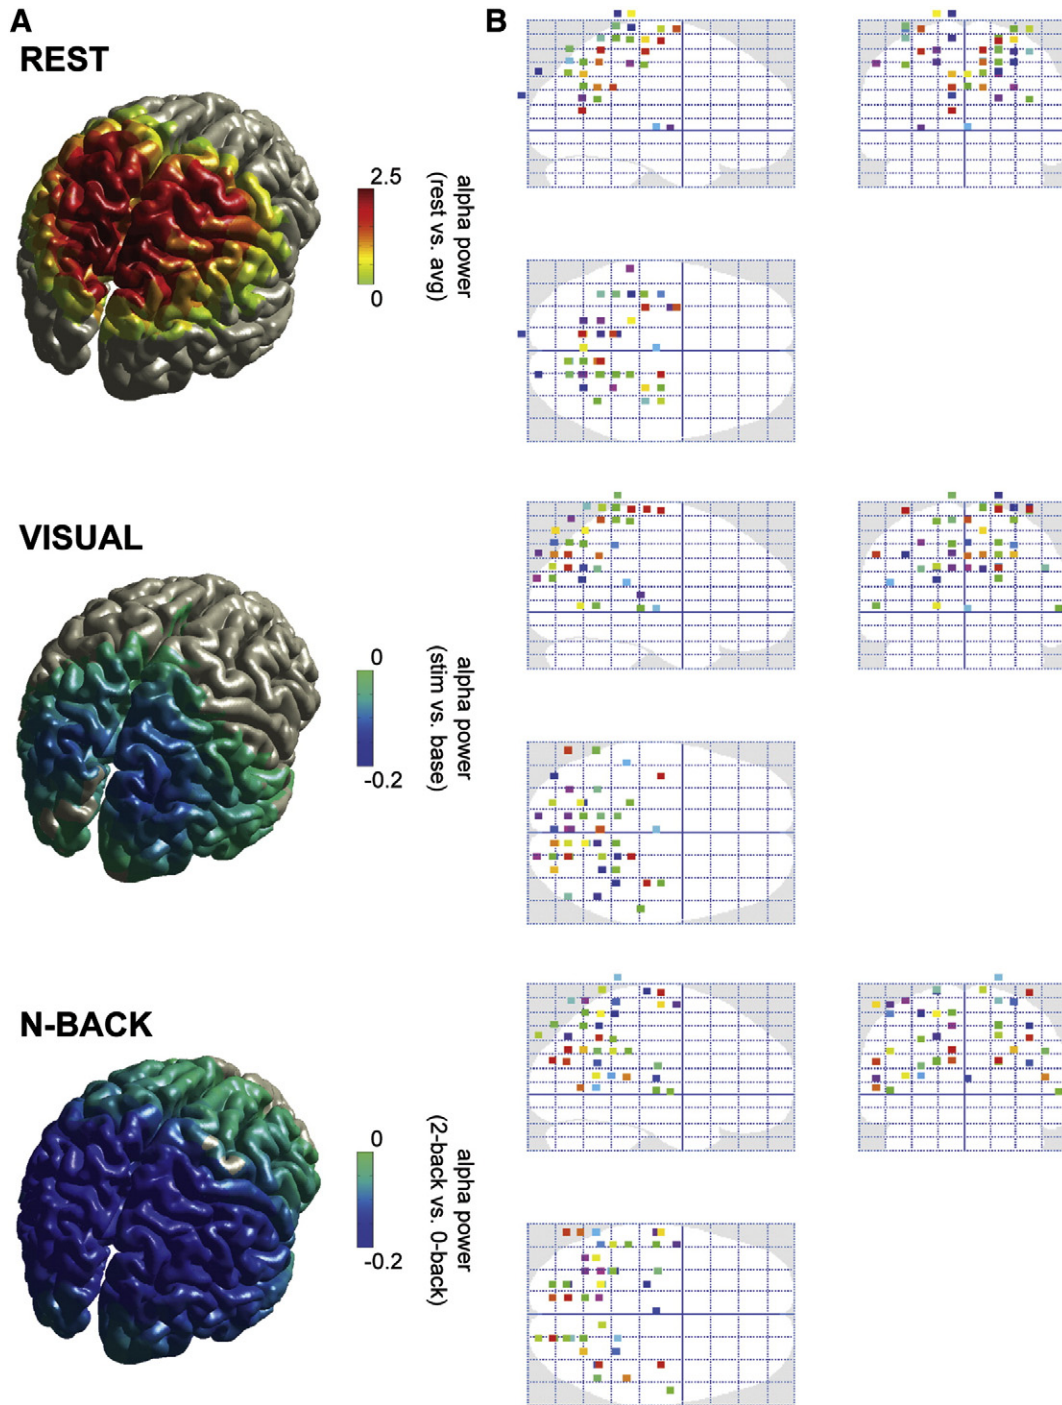 A
B
REST
2.5
0
alpha power
(rest vs. avg)
VISUAL
0
-0.2
alpha power
(stim vs. base)
N-BACK
0
-0.2
alpha power
(2-back vs. 0-back)